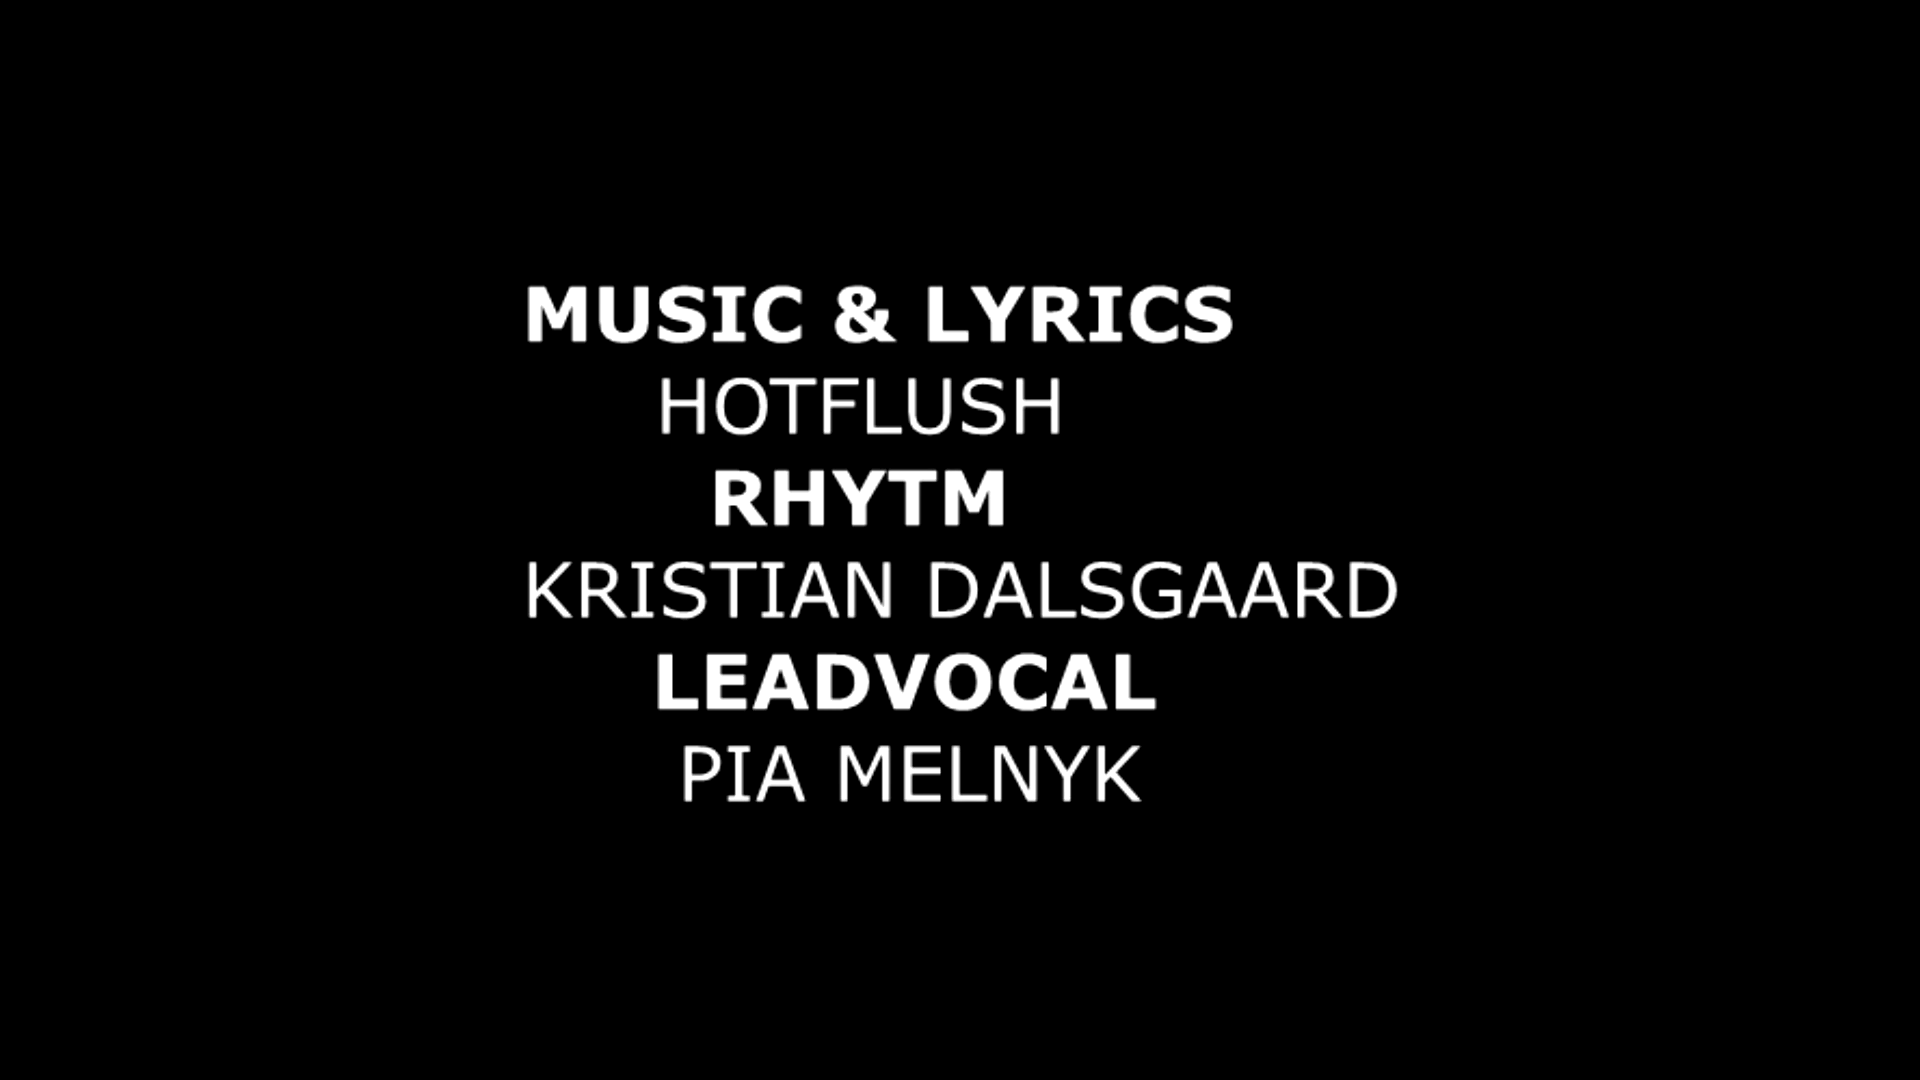 MUSIC & LYRICS
HOTFLUSH
RHYTM
KRISTIAN DALSGAARD
LEADVOCAL
PIA MELNYK